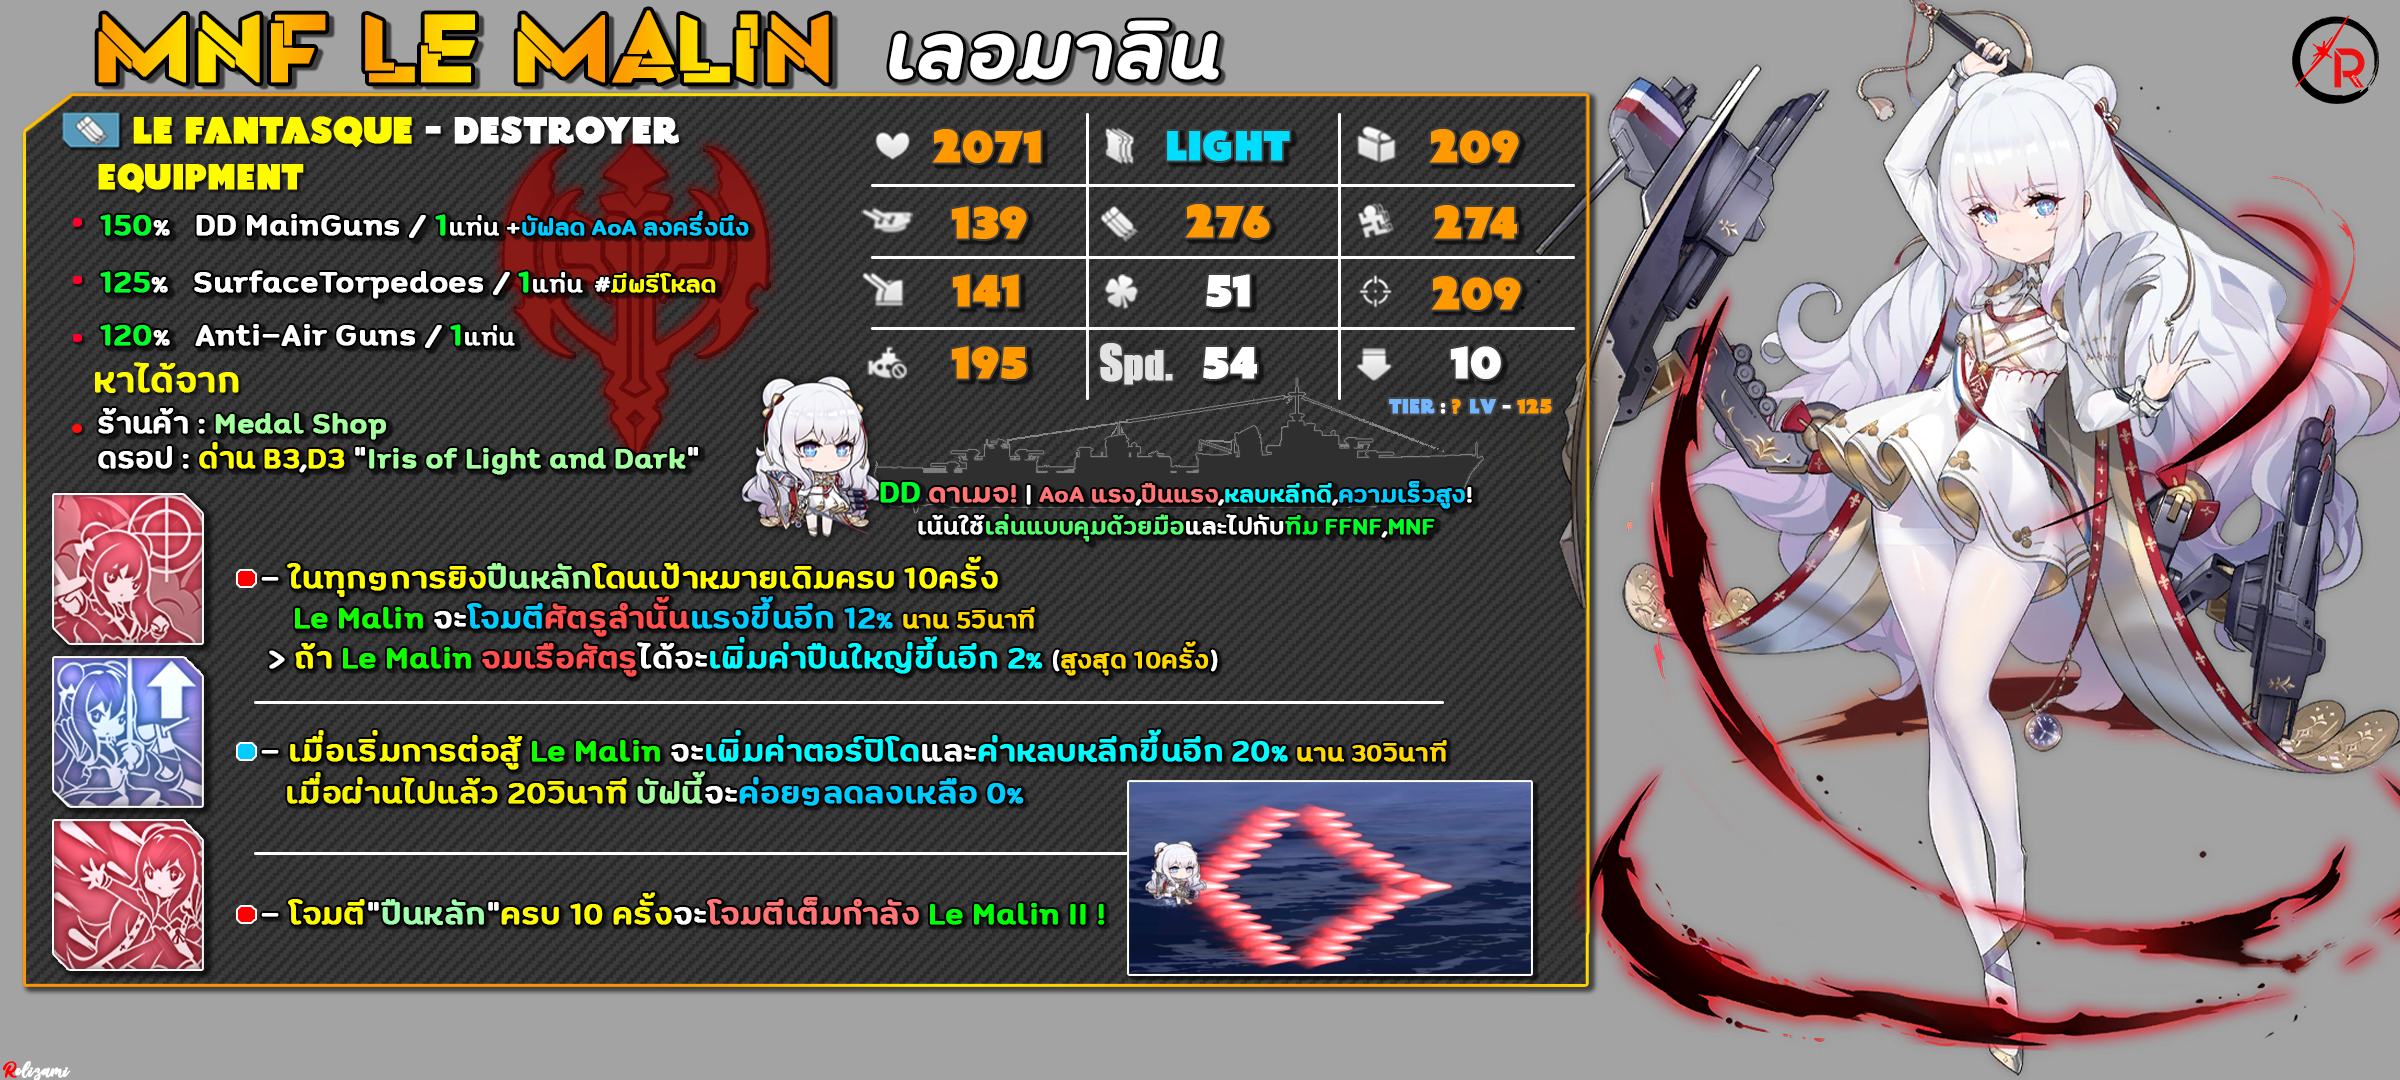 MNF LE MALIN เลอมาลิน
LE FANTASQUE - DESTROYER
EQUIPMENT
150% DD MainGuns / 1แท่น +บัฟลด AoA ลงครึ่งนึง
125% SurfaceTorpedoes / 1แท่น #มีพรีโหลด
120% Anti-Air Guns / 1แท่น
หาได้จาก
ร้านค้า : Medal Shop
ดรอป : ด่าน B3,D3 "Iris of Light and Dark"
2071 LIGHT 209
139 276 274
141 51 209
195 Spd. 54 10
TIER : ? LV - 125
DD ดาเมจ! | AoA แรง,ปืนแรง,หลบหลีกดี,ความเร็วสูง!
เน้นใช้เล่นแบบคุมด้วยมือและไปกับทีม FFNF,MNF
- ในทุกๆการยิงปืนหลักโดนเป้าหมายเดิมครบ 10ครั้ง
Le Malin จะโจมตีศัตรูลำนั้นแรงขึ้นอีก 12% นาน 5วินาที
> ถ้า Le Malin จมเรือศัตรูได้จะเพิ่มค่าปืนใหญ่ขึ้นอีก 2% (สูงสุด 10ครั้ง)
- เมื่อเริ่มการต่อสู้ Le Malin จะเพิ่มค่าตอร์ปิโดและค่าหลบหลีกขึ้นอีก 20% นาน 30วินาที
เมื่อผ่านไปแล้ว 20วินาที บัฟนี้จะค่อยๆลดลงเหลือ 0%
- โจมตี"ปืนหลัก"ครบ 10 ครั้งจะโจมตีเต็มกำลัง Le Malin II !
R
Rolizami